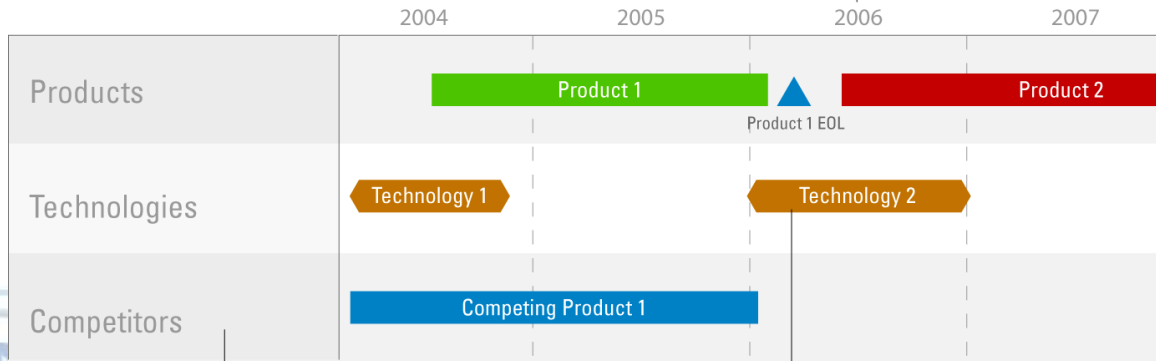 2004 2005 2006 2007
Products
Product 1
Product 2
Product 1 EOL
Technologies
Technology 1
Technology 2
Competitors
Competing Product 1